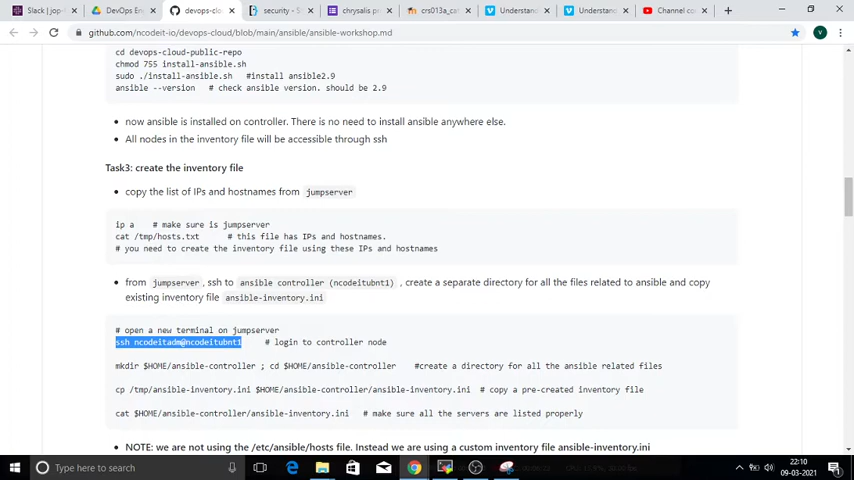 Slack | jop-
DevOps En
devops-clou
security - S
chrysalis p
crs013a_ca
Understan
Understan
Channel co
github.com/ncodeit-io/devops-cloud/blob/main/ansible/ansible-workshop.md
cd devops-cloud-public-repo
chmod 755 install-ansible.sh
sudo ./install-ansible.sh   #install ansible2.9
ansible --version   # check ansible version. should be 2.9
• now ansible is installed on controller. There is no need to install ansible anywhere else.
• All nodes in the inventory file will be accessible through ssh
Task3: create the inventory file
• copy the list of IPs and hostnames from jumpserver
ip a    # make sure is jumpserver
cat /tmp/hosts.txt      # this file has IPs and hostnames.
# you need to create the inventory file using these IPs and hostnames
• from jumpserver , ssh to ansible controller (ncodeitubnt1) , create a separate directory for all the files related to ansible and copy
existing inventory file ansible-inventory.ini
# open a new terminal on jumpserver
ssh ncodeitadm@ncodeitubnt1     # login to controller node
mkdir $HOME/ansible-controller ; cd $HOME/ansible-controller    #create a directory for all the ansible related files
cp /tmp/ansible-inventory.ini $HOME/ansible-controller/ansible-inventory.ini  # copy a pre-created inventory file
cat $HOME/ansible-controller/ansible-inventory.ini   # make sure all the servers are listed properly
• NOTE: we are not using the /etc/ansible/hosts file. Instead we are using a custom inventory file ansible-inventory.ini
Type here to search
22:10
09-03-2021